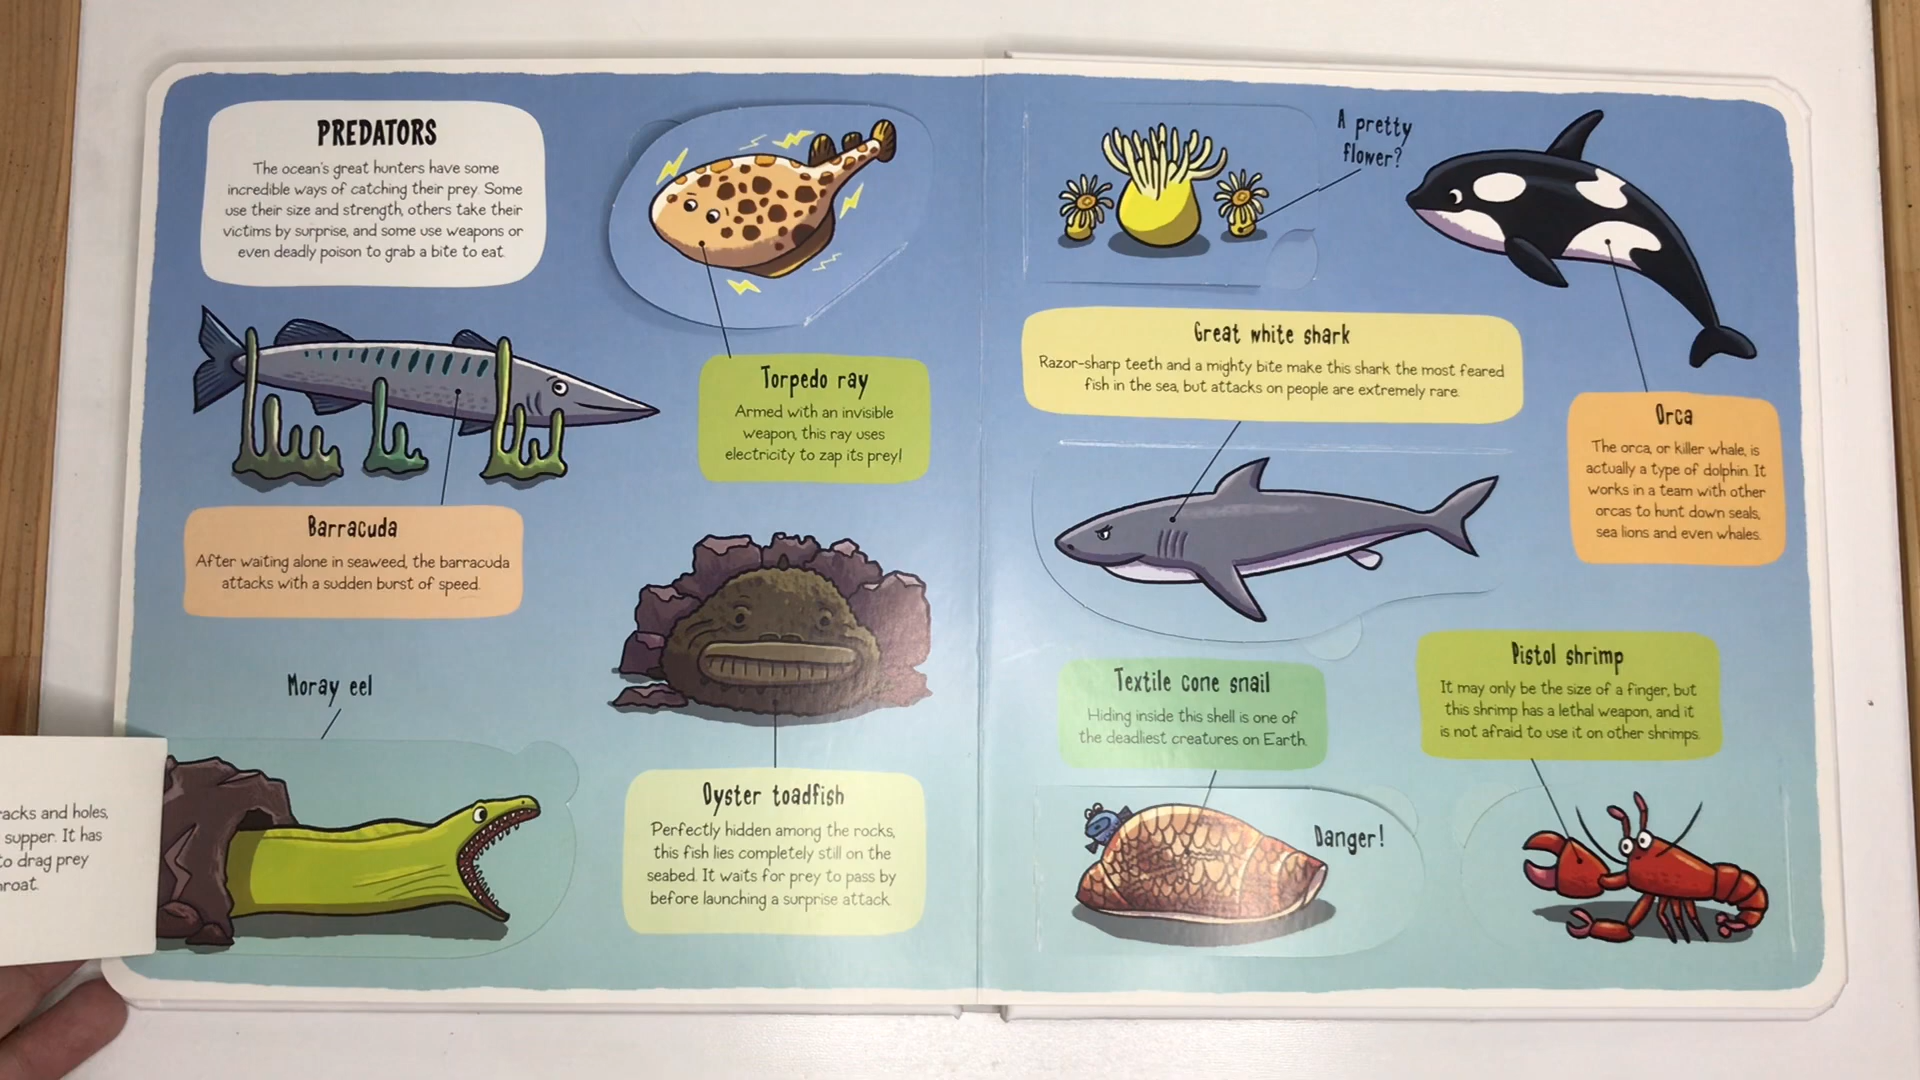 PREDATORS
The ocean's great hunters have some
incredible ways of catching their prey. Some
use their size and strength, others take their
victims by surprise, and some use weapons or
even deadly poison to grab a bite to eat.
Torpedo ray
Armed with an invisible
weapon, this ray uses
electricity to zap its prey!
Barracuda
After waiting alone in seaweed, the barracuda
attacks with a sudden burst of speed.
Moray eel
Oyster toadfish
Perfectly hidden among the rocks,
this fish lies completely still on the
seabed. It waits for prey to pass by
before launching a surprise attack.
and holes,
supper. It has
to drag prey
A pretty
flower?
Great white shark
Razor-sharp teeth and a mighty bite make this shark the most feared
fish in the sea, but attacks on people are extremely rare.
Orca
The orca, or killer whale, is
actually a type of dolphin. It
works in a team with other
orcas to hunt down seals,
sea lions and even whales.
Textile cone snail
Hiding inside this shell is one of
the deadliest creatures on Earth.
Danger!
Pistol shrimp
It may only be the size of a finger, but
this shrimp has a lethal weapon, and it
is not afraid to use it on other shrimps.